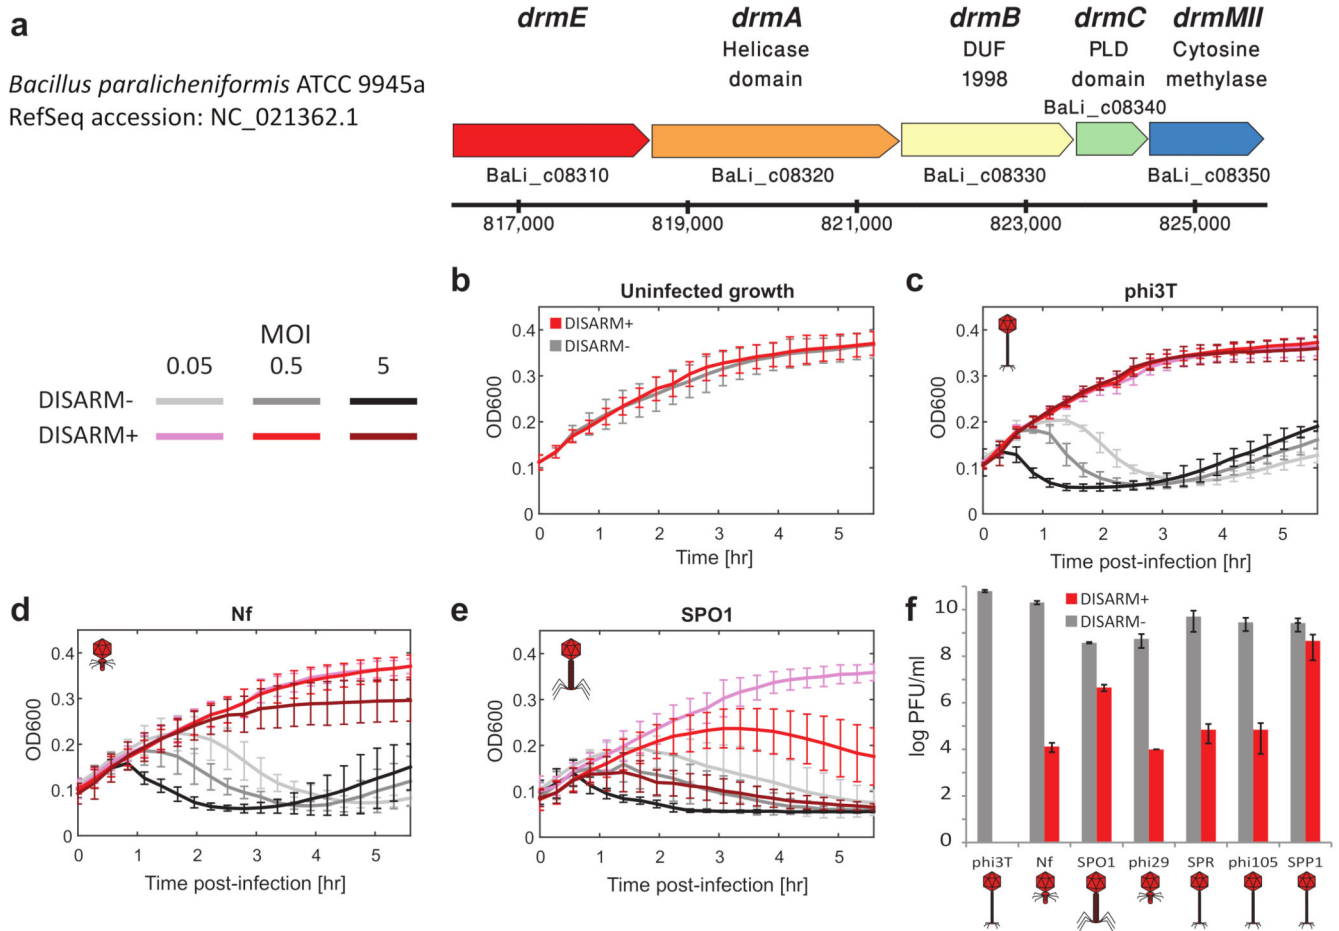 a
drmE drmA drmB drmC drmMII
Helicase DUF PLD Cytosine
domain 1998 domain methylase
Bacillus paralicheniformis ATCC 9945a
RefSeq accession: NC_021362.1
BaLi_c08340
BaLi_c08310 BaLi_c08320 BaLi_c08330 BaLi_c08350
817,000 819,000 821,000 823,000 825,000
MOI
0.05 0.5 5
DISARM-
DISARM+
b
Uninfected growth
DISARM+
DISARM-
OD600
0.4
0.3
0.2
0.1
0
0 1 2 3 4 5
Time [hr]
c
phi3T
OD600
0.4
0.3
0.2
0.1
0
0 1 2 3 4 5
Time post-infection [hr]
d
Nf
OD600
0.4
0.3
0.2
0.1
0
0 1 2 3 4 5
Time post-infection [hr]
e
SPO1
OD600
0.4
0.3
0.2
0.1
0
0 1 2 3 4 5
Time post-infection [hr]
f
DISARM+
DISARM-
log PFU/ml
10
8
6
4
2
0
phi3T Nf SPO1 phi29 SPR phi105 SPP1